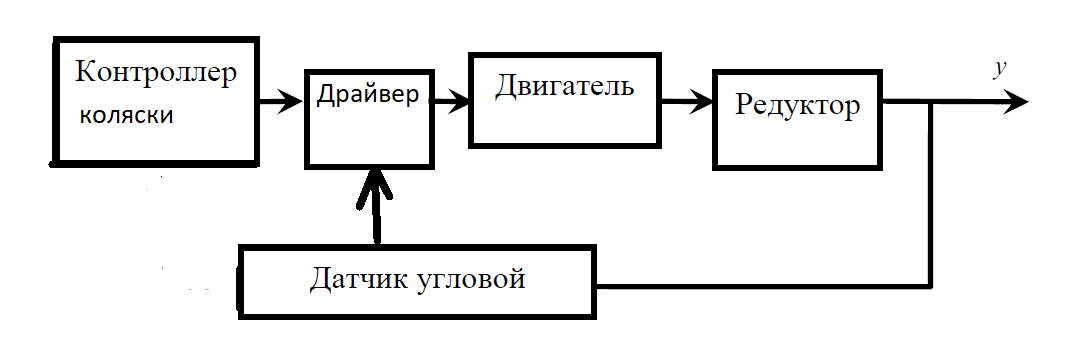 Контроллер
коляски
Драйвер
Двигатель
Редуктор
y
Датчик угловой